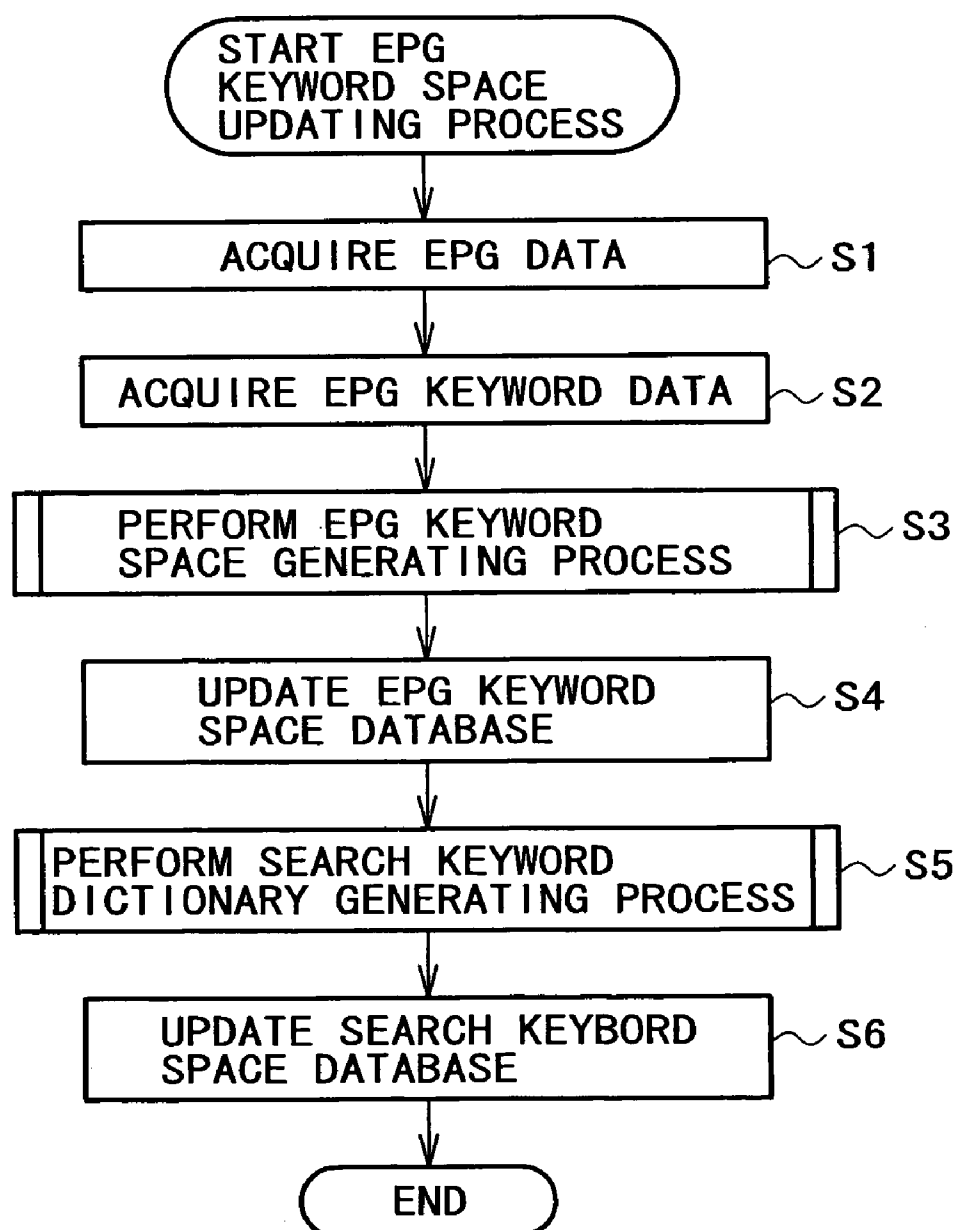 START EPG
KEYWORD SPACE
UPDATING PROCESS
ACQUIRE EPG DATA
S1
ACQUIRE EPG KEYWORD DATA
S2
PERFORM EPG KEYWORD
SPACE GENERATING PROCESS
S3
UPDATE EPG KEYWORD
SPACE DATABASE
S4
PERFORM SEARCH KEYWORD
DICTIONARY GENERATING PROCESS
S5
UPDATE SEARCH KEYBORD
SPACE DATABASE
S6
END